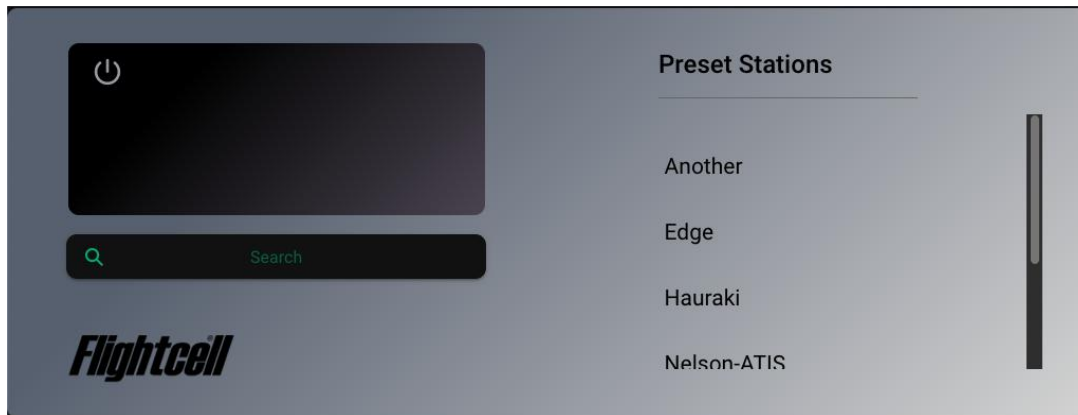 Search
Flightcell
Preset Stations
Another
Edge
Hauraki
Nelson-ATIS